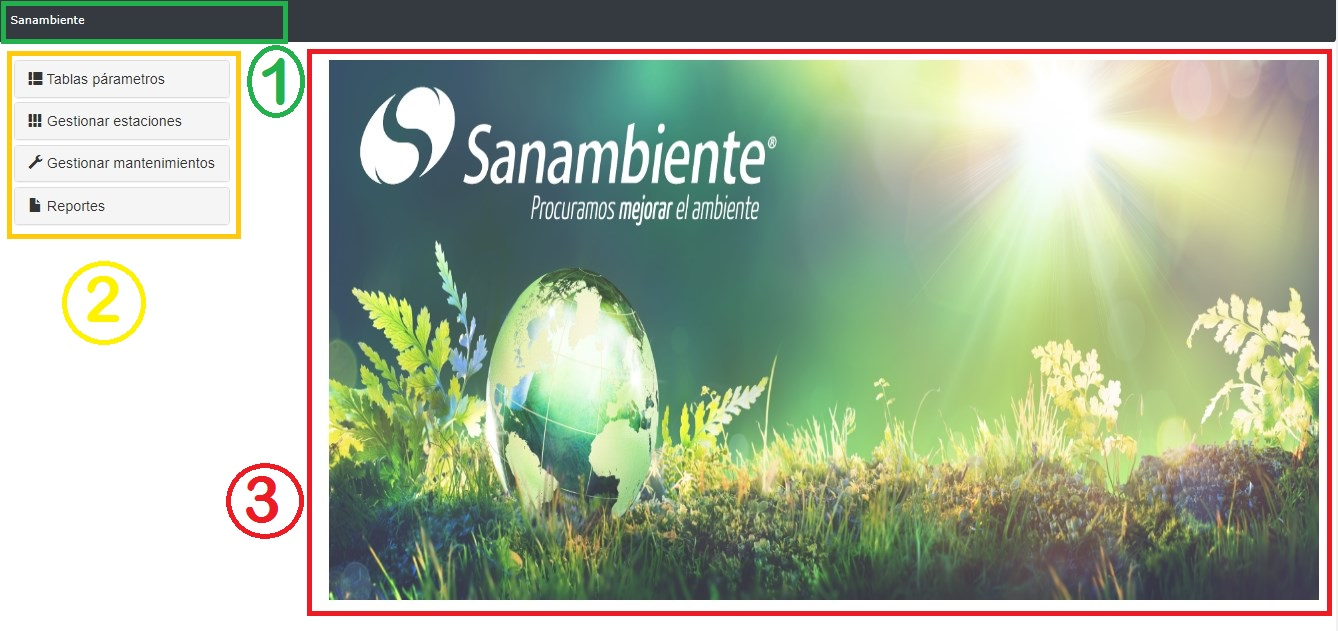 Sanambiente
1
Tablas párametros
Gestionar estaciones
Gestionar mantenimientos
Reportes
2
Sanambiente®
Procuramos mejorar el ambiente
3